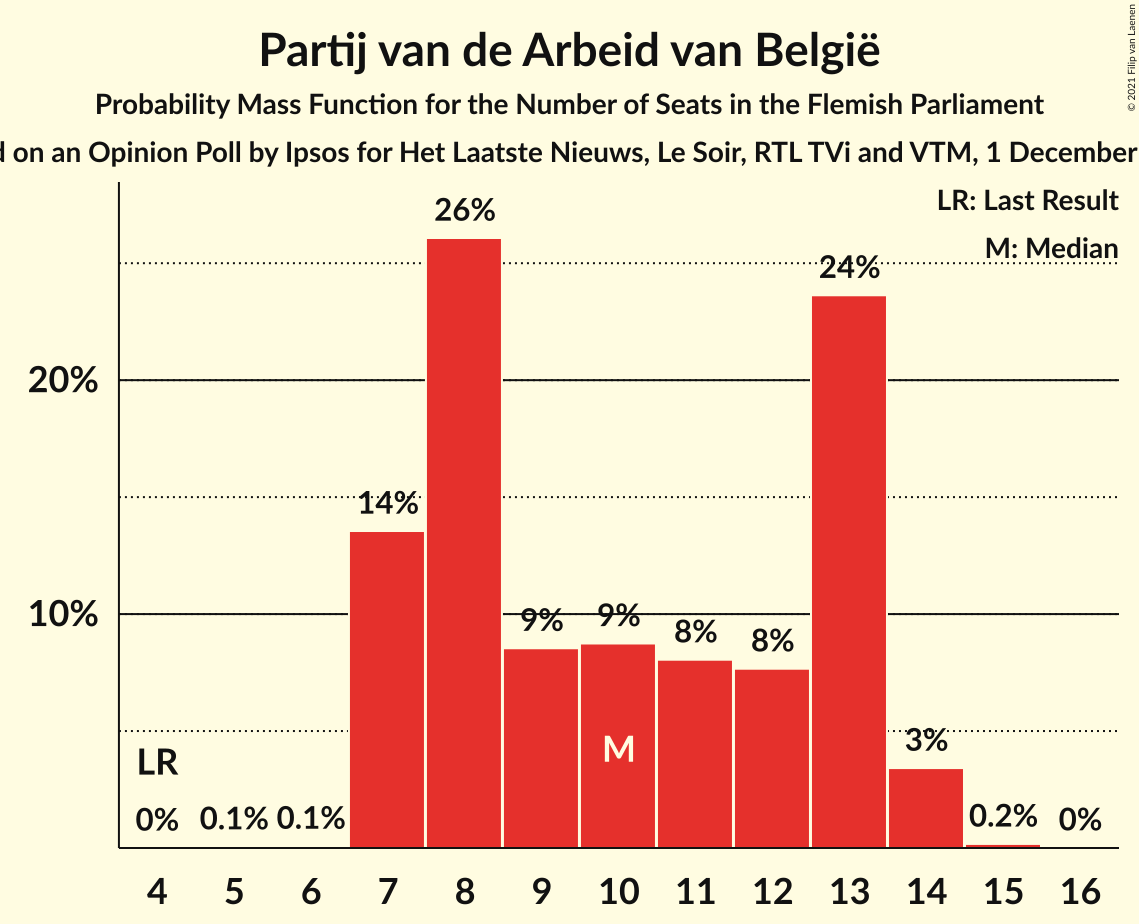 Partij van de Arbeid van België
Probability Mass Function for the Number of Seats in the Flemish Parliament
on an Opinion Poll by Ipsos for Het Laatste Nieuws, Le Soir, RTL TVi and VTM, 1 December
© 2021 Filip van Laenen
LR: Last Result
M: Median
26%
24%
20%
14%
10%
9%
9%
8%
8%
M
3%
LR
0%
0.1%
0.1%
0.2%
0%
4 5 6 7 8 9 10 11 12 13 14 15 16